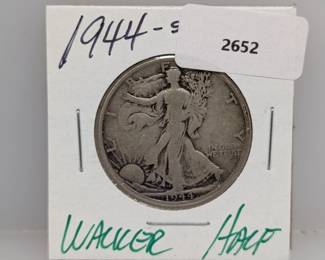 1944-S
2652
LIBERTY
IN GOD
WE TRUST
1944
WALKER HALF